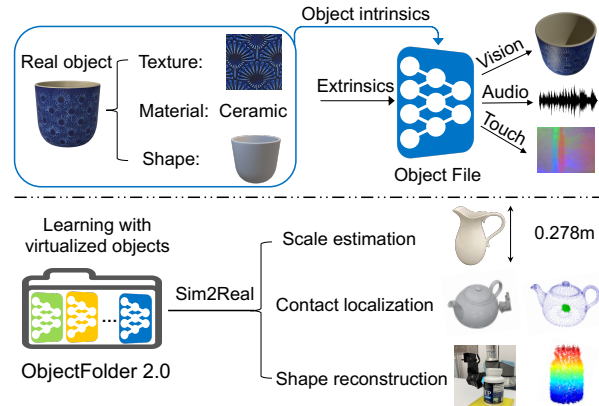 Object intrinsics
Real object
Texture:
Material: Ceramic
Shape:
Extrinsics
Object File
Vision
Audio
Touch
Learning with
virtualized objects
...
ObjectFolder 2.0
Sim2Real
Scale estimation
0.278m
Contact localization
Shape reconstruction